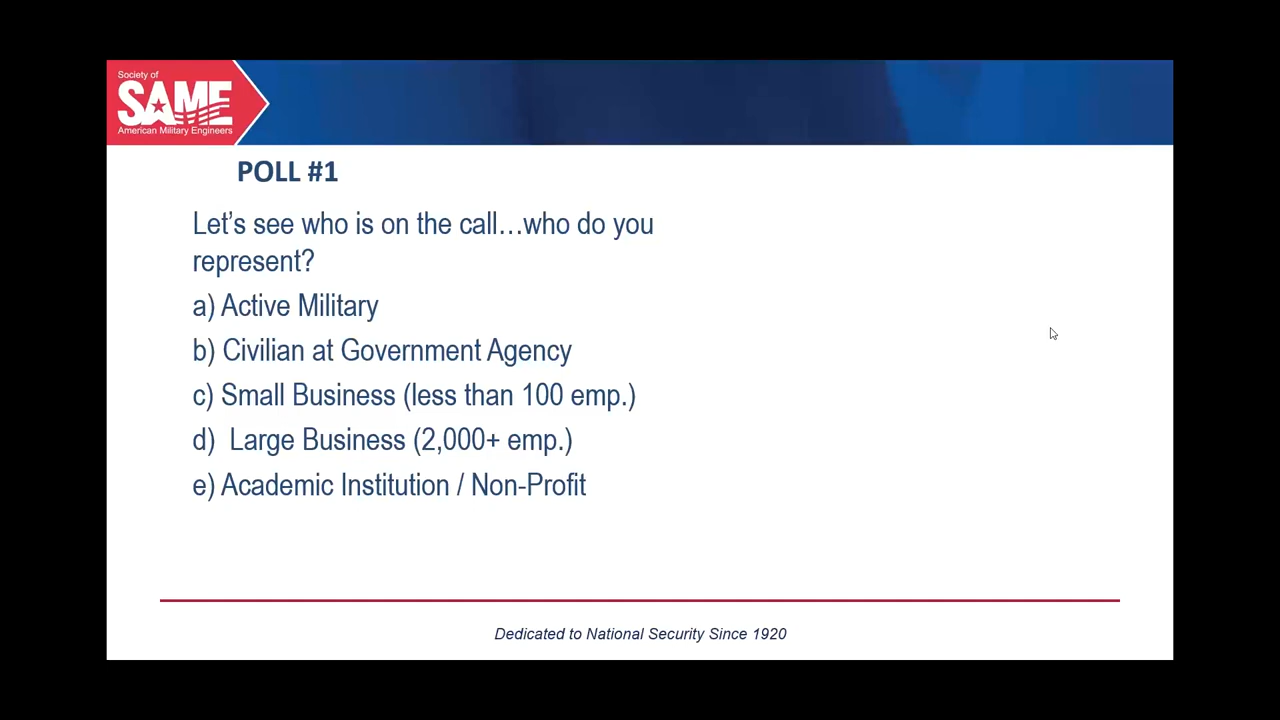 Society of
SAME
American Military Engineers
POLL #1
Let’s see who is on the call…who do you
represent?
a) Active Military
b) Civilian at Government Agency
c) Small Business (less than 100 emp.)
d)  Large Business (2,000+ emp.)
e) Academic Institution / Non-Profit
Dedicated to National Security Since 1920